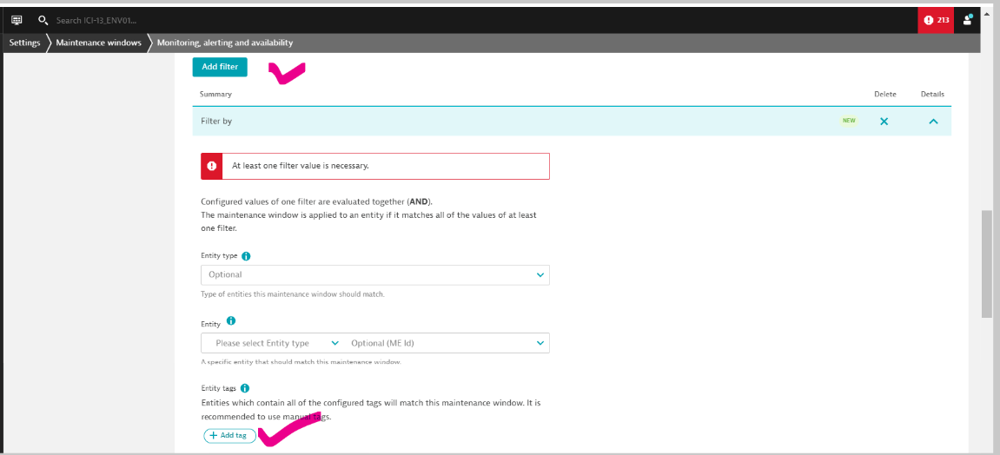 Search ICI-13_ENV01...
213
Settings
Maintenance windows
Monitoring, alerting and availability
Add filter
Summary
Delete
Details
Filter by
NEW
At least one filter value is necessary.
Configured values of one filter are evaluated together (AND).
The maintenance window is applied to an entity if it matches all of the values of at least
one filter.
Entity type
Optional
Type of entities this maintenance window should match.
Entity
Please select Entity type
Optional (ME Id)
A specific entity that should match this maintenance window.
Entity tags
Entities which contain all of the configured tags will match this maintenance window. It is
recommended to use manual tags.
+ Add tag